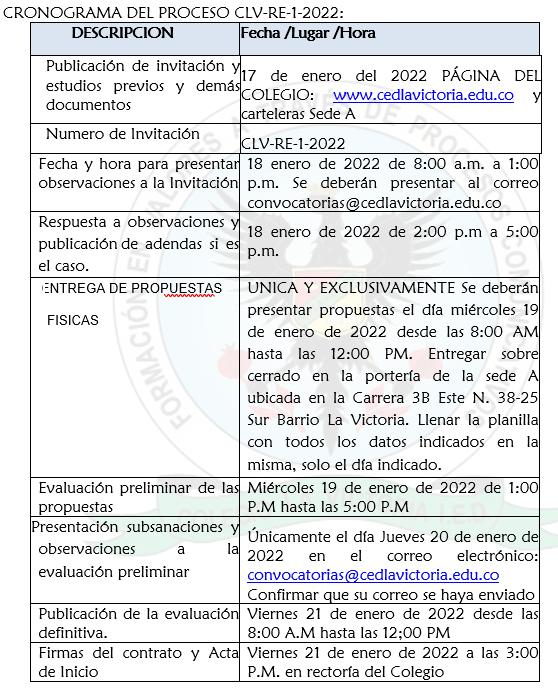 CRONOGRAMA DEL PROCESO CLV-RE-1-2022:
DESCRIPCION
Fecha /Lugar /Hora
Publicación de invitación y
estudios previos y demás
documentos
17 de enero del 2022 PÁGINA DEL
COLEGIO: www.cedlavictoria.edu.co y
carteleras Sede A
Numero de Invitación
CLV-RE-1-2022
Fecha y hora para presentar
observaciones a la Invitación
18 enero de 2022 de 8:00 a.m. a 1:00
p.m. Se deberán presentar al correo
convocatorias@cedlavictoria.edu.co
Respuesta a observaciones y
publicación de adendas si es
el caso.
18 enero de 2022 de 2:00 p.m a 5:00
p.m.
ENTREGA DE PROPUESTAS
FISICAS
UNICA Y EXCLUSIVAMENTE Se deberán
presentar propuestas el día miércoles 19
de enero de 2022 desde las 8:00 AM
hasta las 12:00 PM. Entregar sobre
cerrado en la portería de la sede A
ubicada en la Carrera 3B Este N. 38-25
Sur Barrio La Victoria. Llenar la planilla
con todos los datos indicados en la
misma, solo el día indicado.
Evaluación preliminar de las
propuestas
Miércoles 19 de enero de 2022 de 1:00
P.M hasta las 5:00 P.M
Presentación subsanaciones y
observaciones a la
evaluación preliminar
Únicamente el día Jueves 20 de enero de
2022 en el correo electrónico:
convocatorias@cedlavictoria.edu.co
Confirmar que su correo se haya enviado
Publicación de la evaluación
definitiva.
Viernes 21 de enero de 2022 desde las
8:00 A.M hasta las 12;00 PM
Firmas del contrato y Acta
de Inicio
Viernes 21 de enero de 2022 a las 3:00
P.M. en rectoría del Colegio